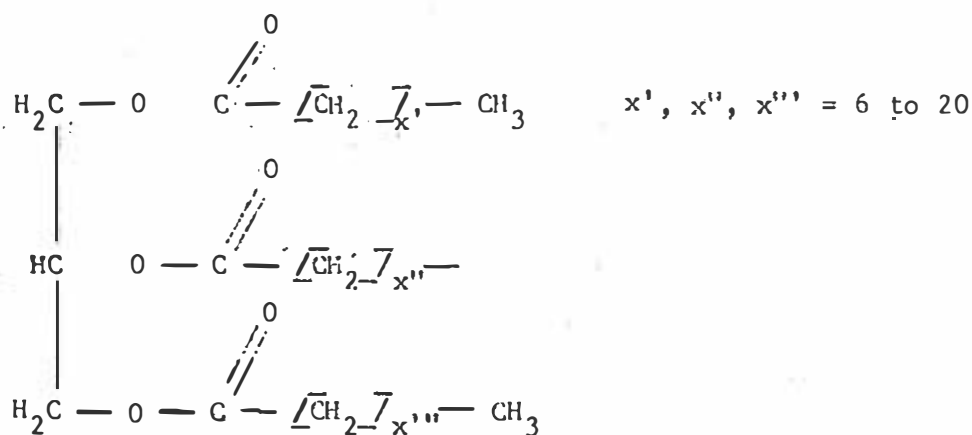 O
H₂C — O C — [CH₂]x' — CH₃ x', x'', x''' = 6 to 20
O
HC O — C — [CH₂]x'' —
O
H₂C — O — C — [CH₂]x''' — CH₃